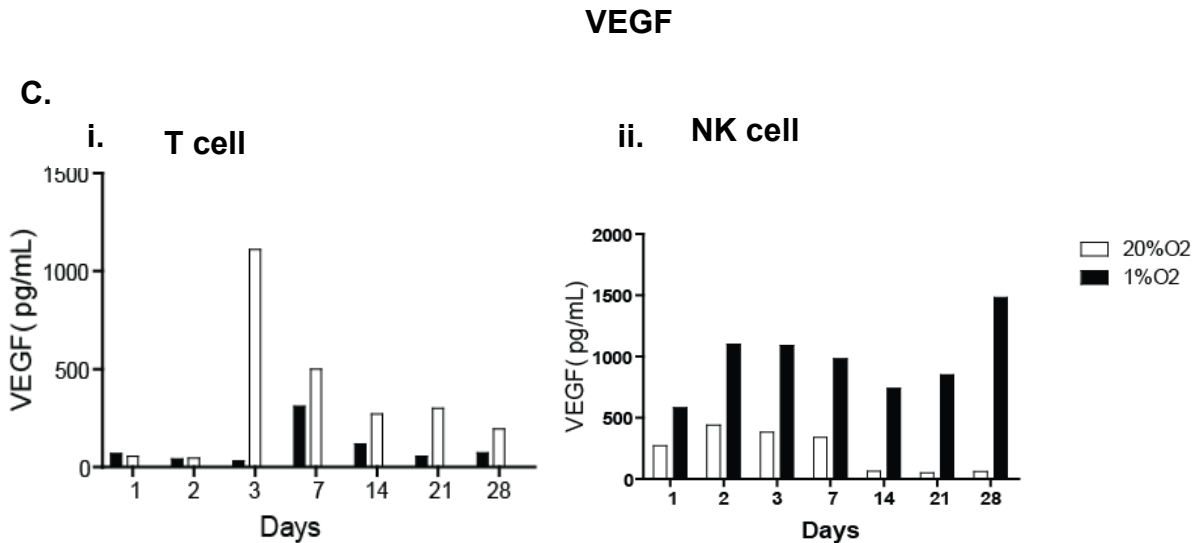 VEGF
C.
i. T cell
ii. NK cell
1500
1000
500
0
VEGF( pg/mL)
1 2 3 7 14 21 28
Days
2000
1500
1000
500
0
VEGF( pg/mL)
1 2 3 7 14 21 28
Days
20%O2
1%O2